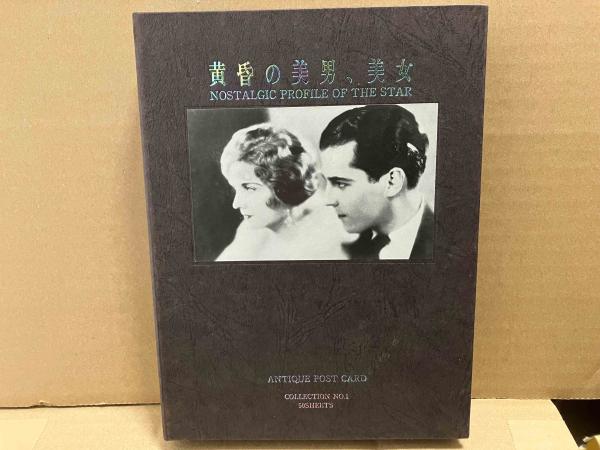 黄昏の美男、美女
NOSTALGIC PROFILE OF THE STAR
ANTIQUE POST CARD
COLLECTION NO.1
50SHEETS